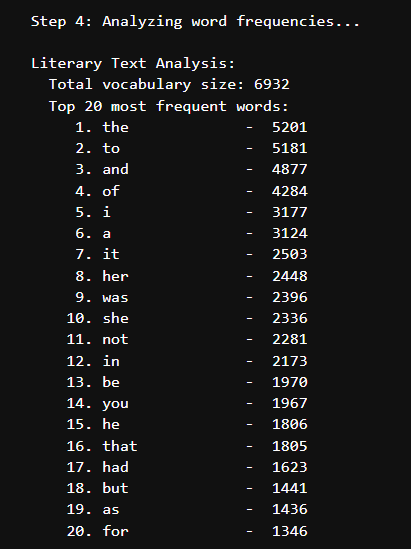 Step 4: Analyzing word frequencies...
Literary Text Analysis:
Total vocabulary size: 6932
Top 20 most frequent words:
1. the - 5201
2. to - 5181
3. and - 4877
4. of - 4284
5. i - 3177
6. a - 3124
7. it - 2503
8. her - 2448
9. was - 2396
10. she - 2336
11. not - 2281
12. in - 2173
13. be - 1970
14. you - 1967
15. he - 1806
16. that - 1805
17. had - 1623
18. but - 1441
19. as - 1436
20. for - 1346